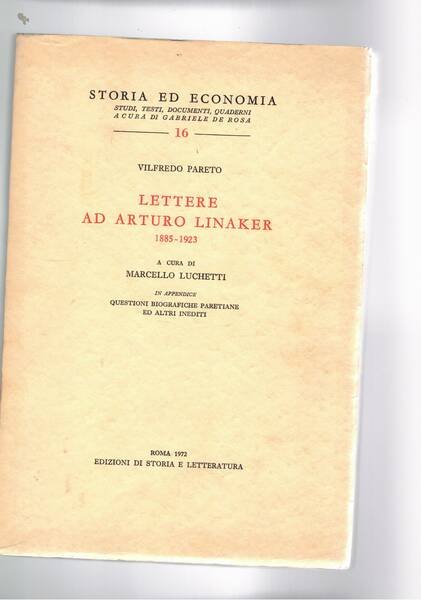 STORIA ED ECONOMIA
STUDI, TESTI, DOCUMENTI, QUADERNI
A CURA DI GABRIELE DE ROSA
16
VILFREDO PARETO
LETTERE
AD ARTURO LINAKER
1885-1923
A CURA DI
MARCELLO LUCHETTI
IN APPENDICE
QUESTIONI BIOGRAFICHE PARETIANE
ED ALTRI INEDITI
ROMA 1972
EDIZIONI DI STORIA E LETTERATURA